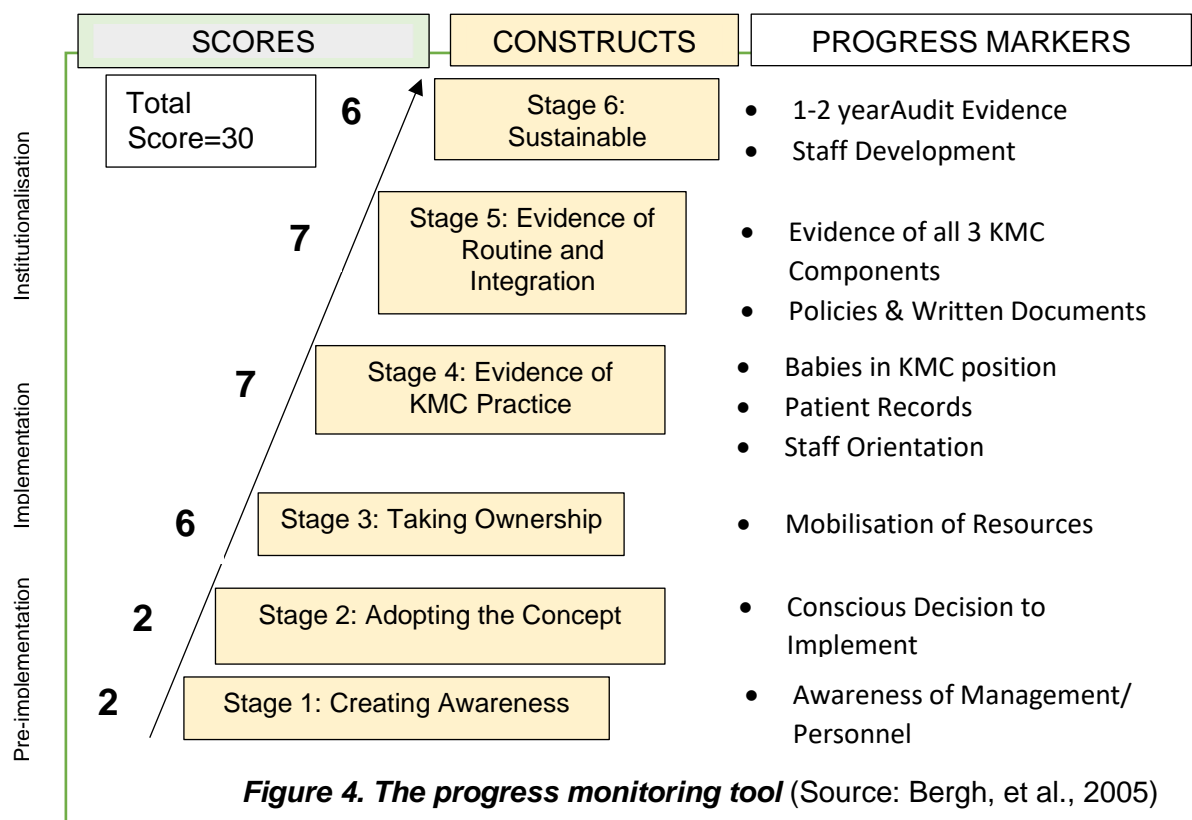 SCORES
CONSTRUCTS
PROGRESS MARKERS
Total
Score=30
6
Stage 6:
Sustainable
• 1-2 yearAudit Evidence
• Staff Development
Institutionalisation
7
Stage 5: Evidence of
Routine and
Integration
• Evidence of all 3 KMC
Components
• Policies & Written Documents
7
Stage 4: Evidence of
KMC Practice
• Babies in KMC position
• Patient Records
• Staff Orientation
Implementation
6
Stage 3: Taking Ownership
• Mobilisation of Resources
2
Stage 2: Adopting the Concept
• Conscious Decision to
Implement
Pre-implementation
2
Stage 1: Creating Awareness
• Awareness of Management/
Personnel
Figure 4. The progress monitoring tool (Source: Bergh, et al., 2005)